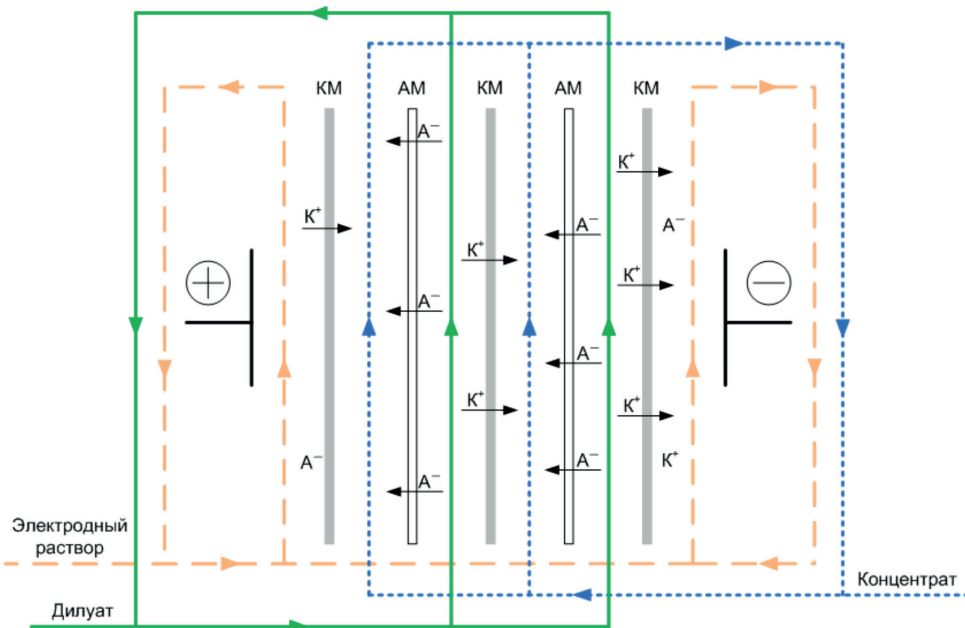 КМ АМ КМ АМ КМ
А⁻
К⁺
К⁺
А⁻
А⁻
К⁺
К⁺
А⁻
А⁻
К⁺
К⁺
А⁻
К⁺
А⁻
А⁻
Электродный
раствор
Концентрат
Дилуат